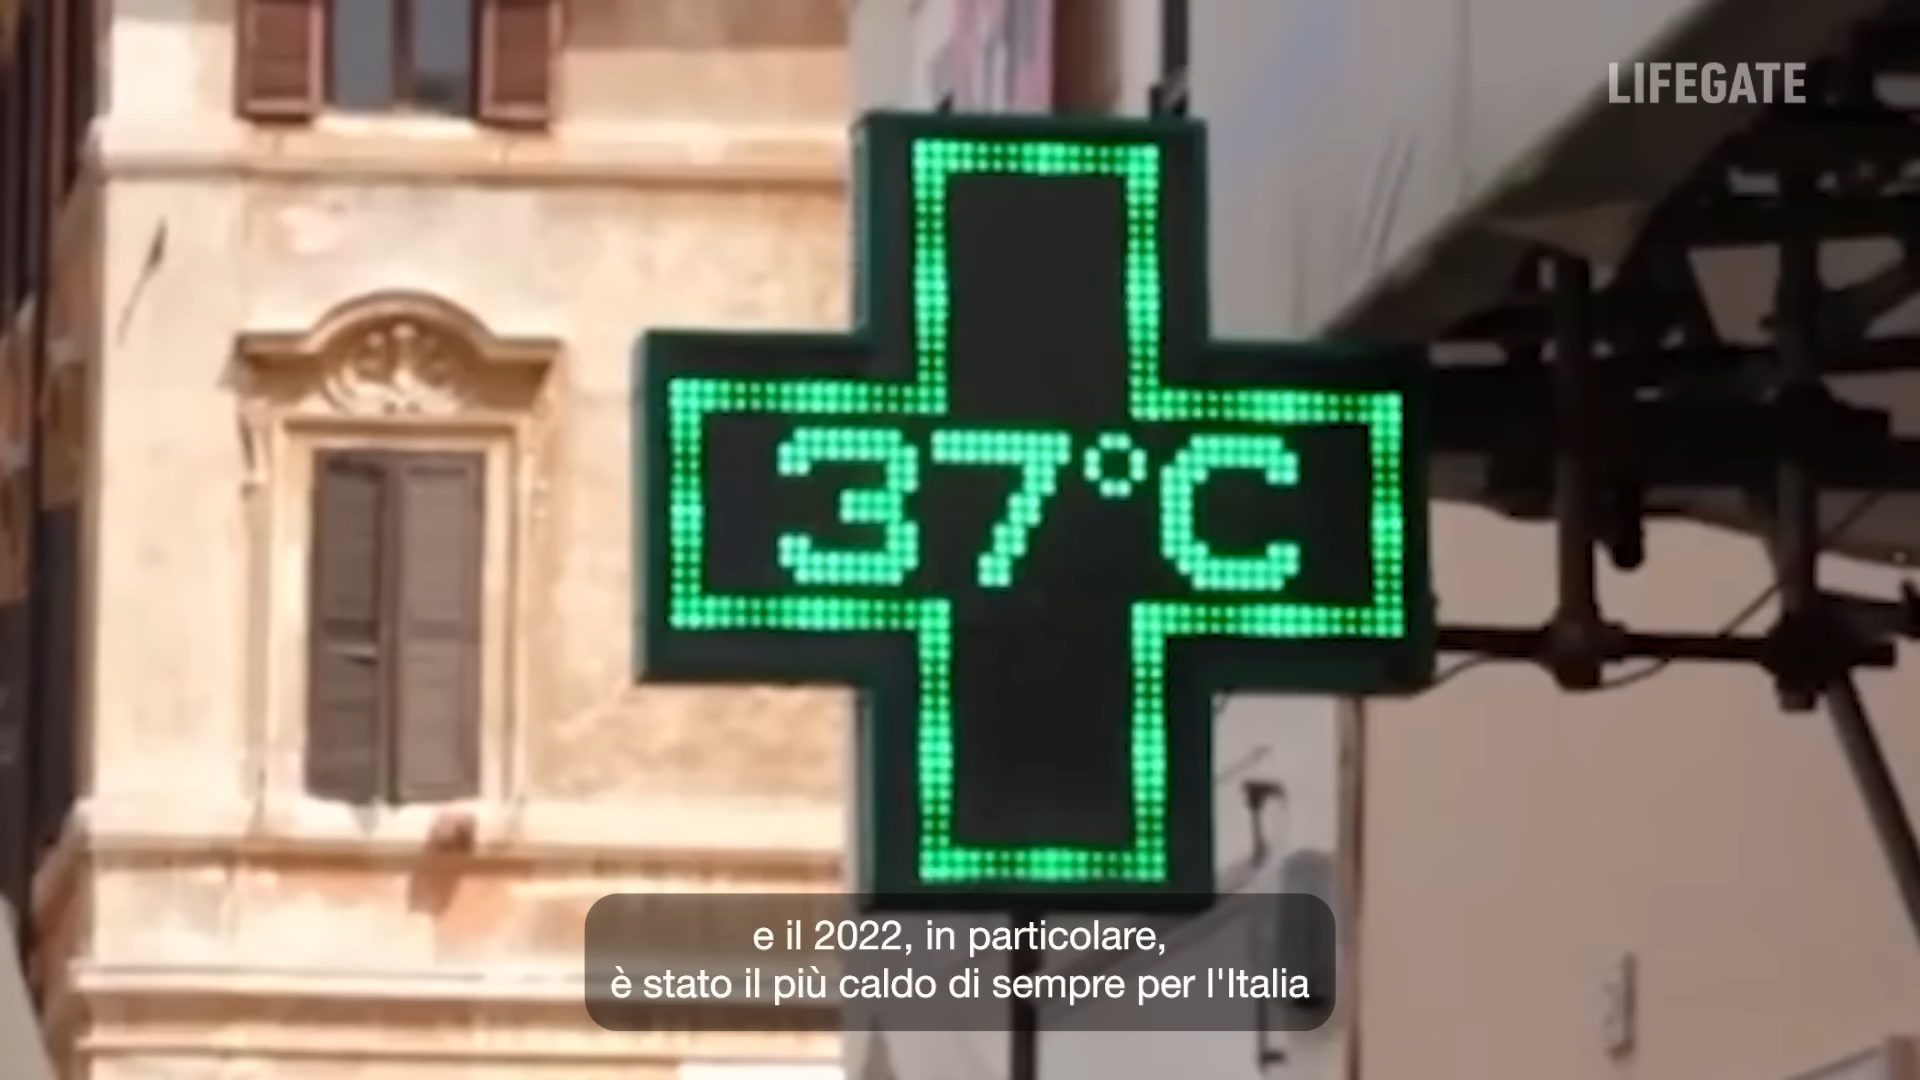 LIFEGATE
37°C
e il 2022, in particolare,
è stato il più caldo di sempre per l'Italia